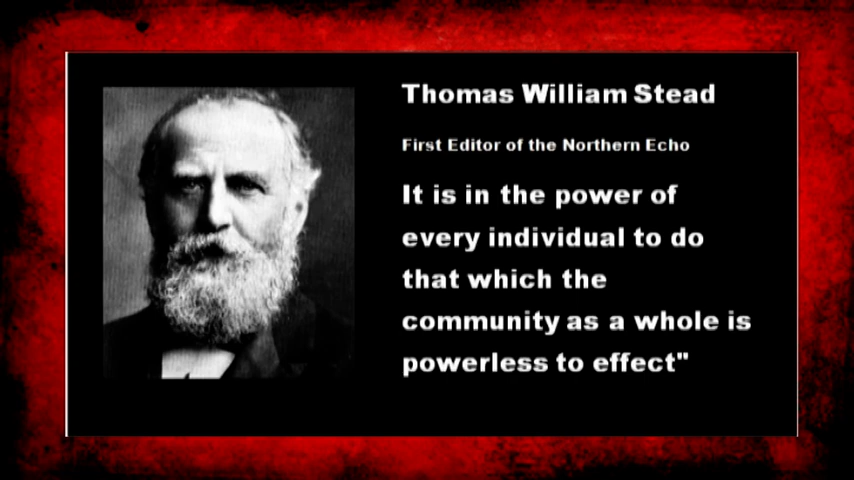 Thomas William Stead
First Editor of the Northern Echo
It is in the power of
every individual to do
that which the
community as a whole is
powerless to effect"